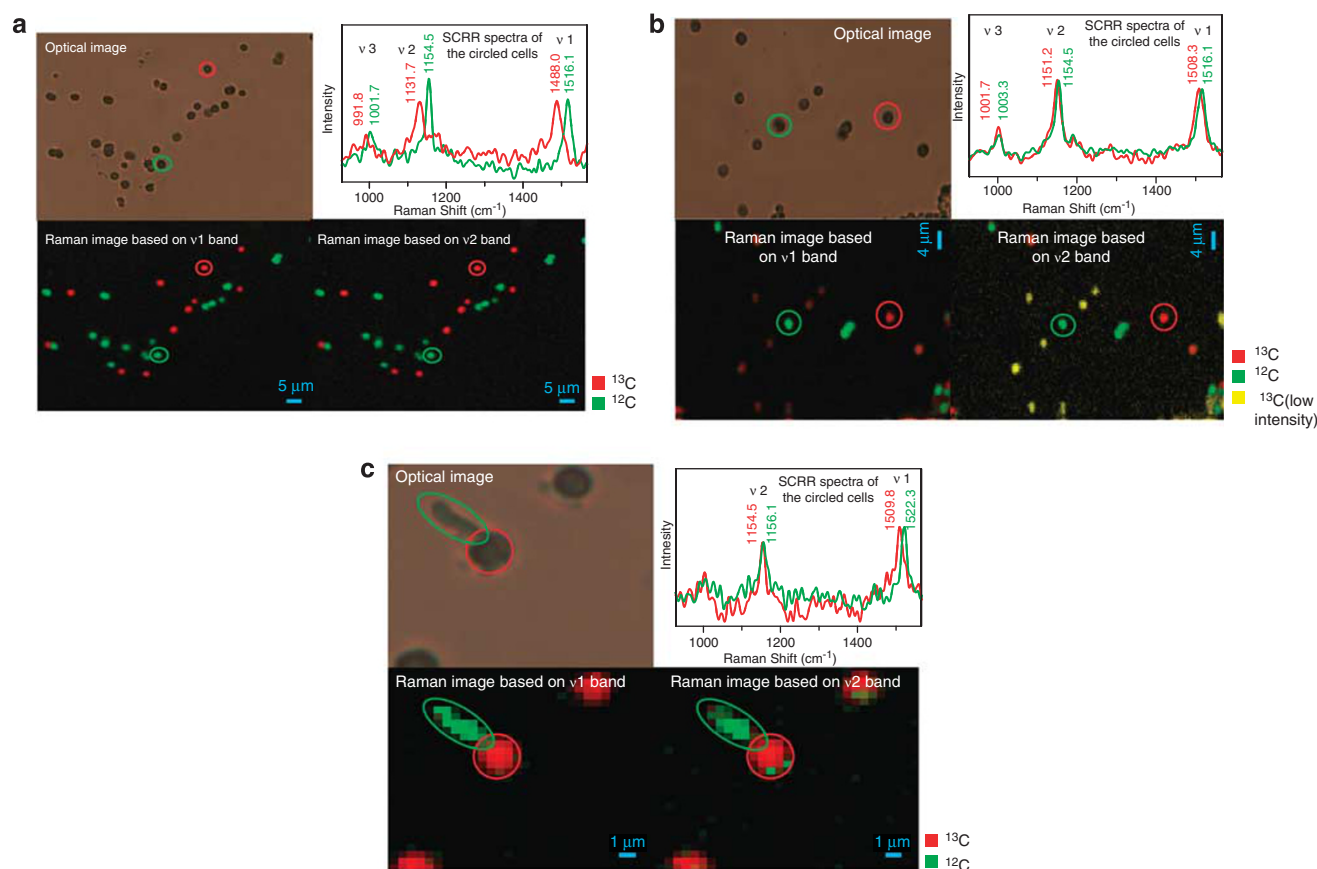 a
Optical image
SCRR spectra of
the circled cells
ν 3
ν 2
ν 1
991.8
1001.7
1131.7
1154.5
1488.0
1516.1
Intensity
1000
1200
1400
Raman Shift (cm-1)
Raman image based on ν1 band
Raman image based on ν2 band
5 μm
5 μm
13C
12C
b
Optical image
SCRR spectra of
the circled cells
ν 3
ν 2
ν 1
1001.7
1003.3
1151.2
1154.5
1508.3
1516.1
Intensity
1000
1200
1400
Raman Shift (cm-1)
Raman image based
on ν1 band
4 μm
Raman image based
on ν2 band
4 μm
13C
12C
13C(low
intensity)
c
Optical image
SCRR spectra of
the circled cells
ν 2
ν 1
1154.5
1156.1
1509.8
1522.3
Intnesity
1000
1200
1400
Raman Shift (cm-1)
Raman image based on ν1 band
Raman image based on ν2 band
1 μm
1 μm
13C
12C